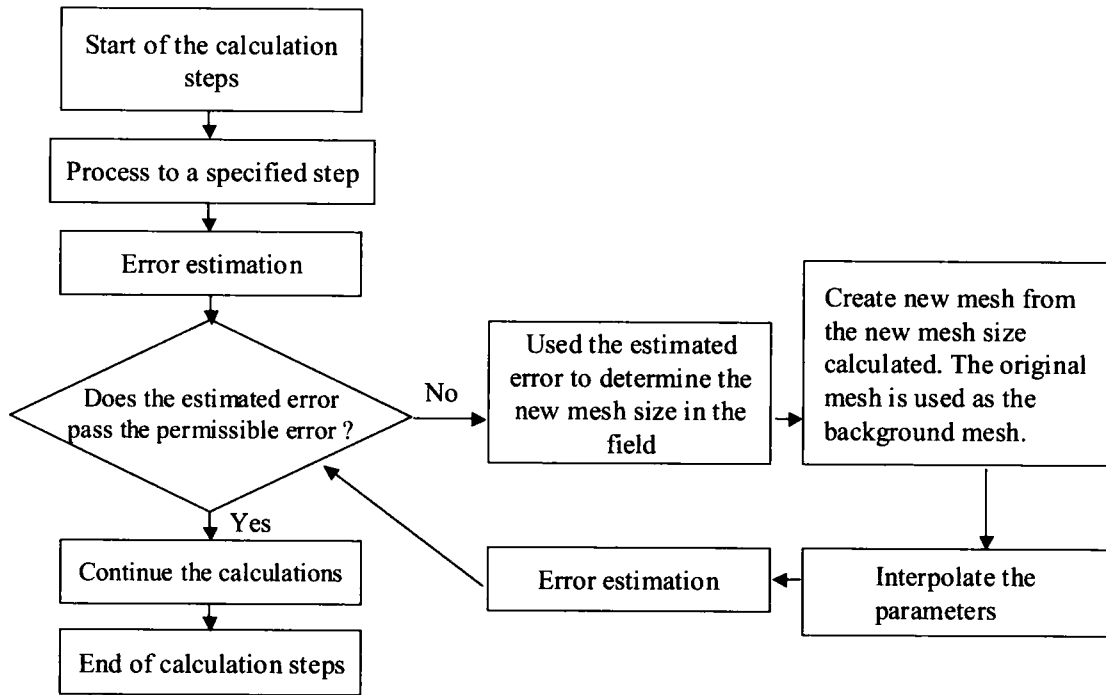 Start of the calculation
steps
Process to a specified step
Error estimation
Does the estimated error
pass the permissible error ?
No
Used the estimated
error to determine the
new mesh size in the
field
Create new mesh from
the new mesh size
calculated. The original
mesh is used as the
background mesh.
Interpolate the
parameters
Error estimation
Yes
Continue the calculations
End of calculation steps